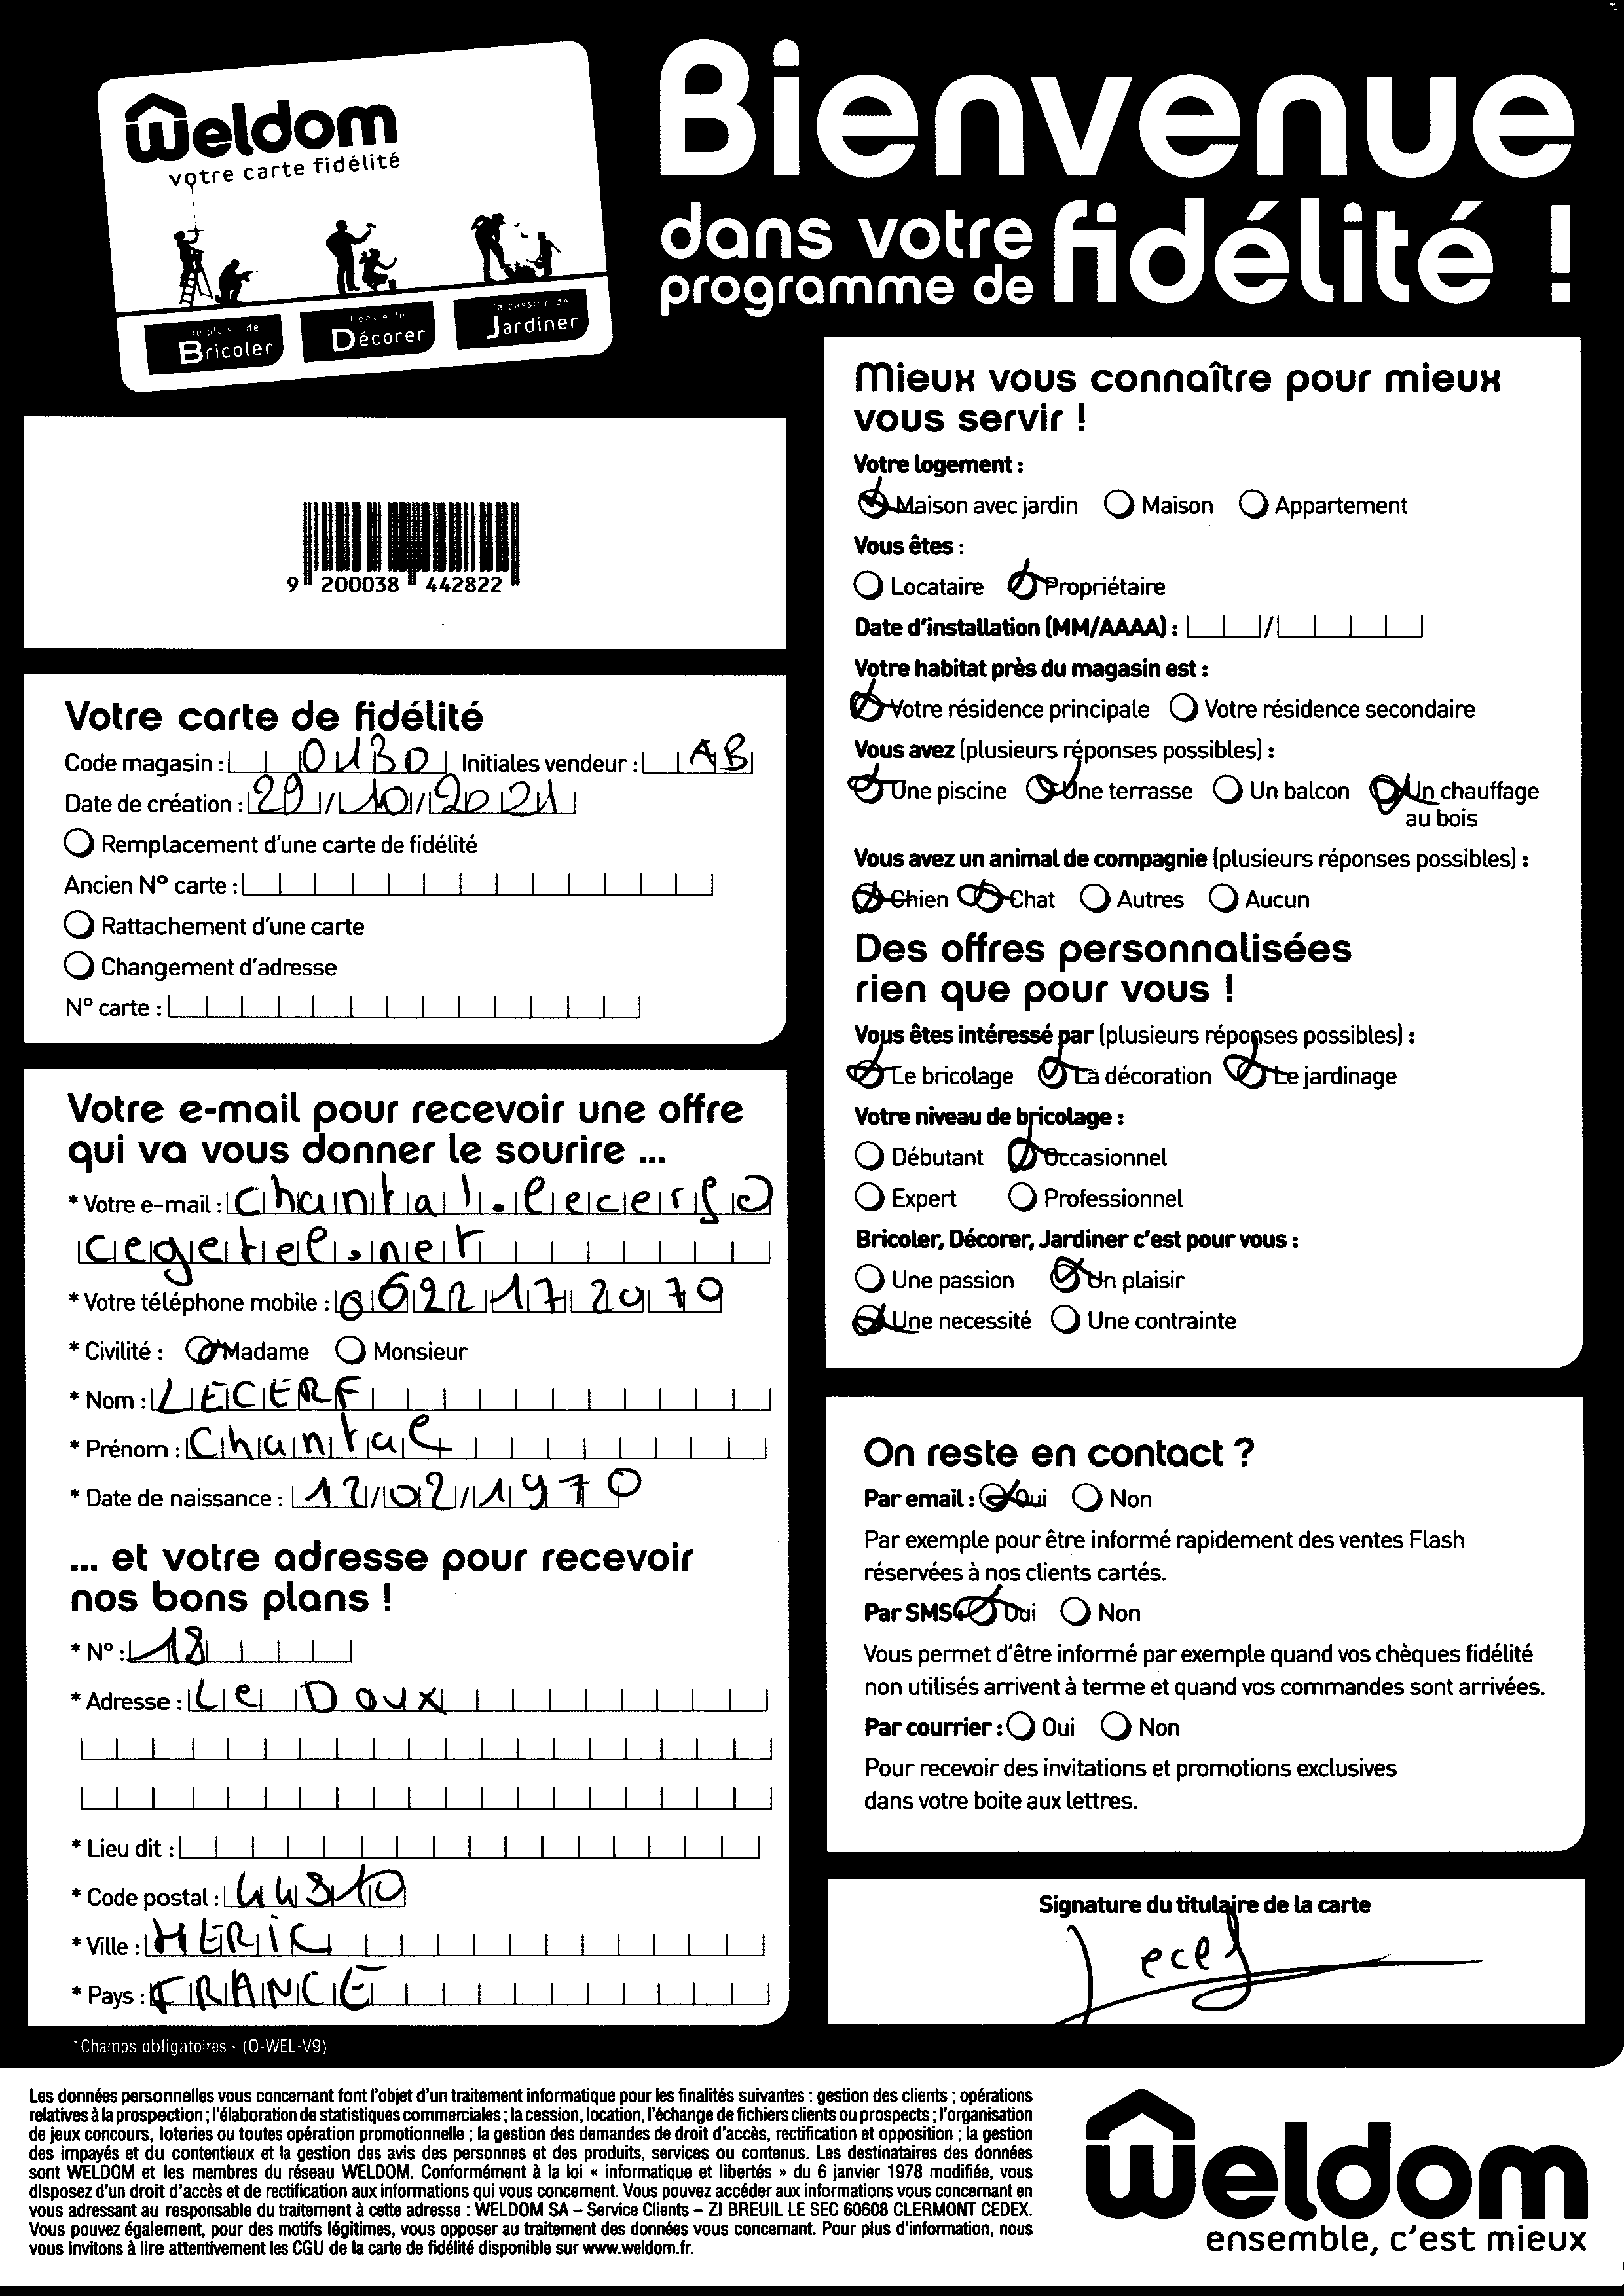 Weldom
votre carte fidélité
le plaisir de
Bricoler
l'envie de
Décorer
la passion de
Jardiner
Bienvenue
dans votre
programme de fidélité !
9 200038 442822
Votre carte de fidélité
Code magasin : 0130 Initiales vendeur : AB
Date de création : 29/10/2021
Remplacement d'une carte de fidélité
Ancien N° carte :
Rattachement d'une carte
Changement d'adresse
N° carte :
Votre e-mail pour recevoir une offre
qui va vous donner le sourire ...
* Votre e-mail : chantal.lecerf@
cegetel.net
* Votre téléphone mobile : 0622172070
* Civilité : Madame Monsieur
* Nom : LECERF
* Prénom : Chantal
* Date de naissance : 12/02/1970
... et votre adresse pour recevoir
nos bons plans !
* N° : 18
* Adresse : Le Doux
* Lieu dit :
* Code postal : 44810
* Ville : HERIC
* Pays : FRANCE
*Champs obligatoires - (Q-WEL-V9)
Mieux vous connaître pour mieux
vous servir !
Votre logement :
Maison avec jardin Maison Appartement
Vous êtes :
Locataire Propriétaire
Date d'installation (MM/AAAA) : /
Votre habitat près du magasin est :
Votre résidence principale Votre résidence secondaire
Vous avez (plusieurs réponses possibles) :
Une piscine Une terrasse Un balcon Un chauffage
au bois
Vous avez un animal de compagnie (plusieurs réponses possibles) :
Chien Chat Autres Aucun
Des offres personnalisées
rien que pour vous !
Vous êtes intéressé par (plusieurs réponses possibles) :
Le bricolage La décoration Le jardinage
Votre niveau de bricolage :
Débutant Occasionnel
Expert Professionnel
Bricoler, Décorer, Jardiner c'est pour vous :
Une passion Un plaisir
Une necessité Une contrainte
On reste en contact ?
Par email : Oui Non
Par exemple pour être informé rapidement des ventes Flash
réservées à nos clients cartés.
Par SMS : Oui Non
Vous permet d'être informé par exemple quand vos chèques fidélité
non utilisés arrivent à terme et quand vos commandes sont arrivées.
Par courrier : Oui Non
Pour recevoir des invitations et promotions exclusives
dans votre boite aux lettres.
Signature du titulaire de la carte
Les données personnelles vous concernant font l'objet d'un traitement informatique pour les finalités suivantes : gestion des clients ; opérations
relatives à la prospection ; l'élaboration de statistiques commerciales ; la cession, location, l'échange de fichiers clients ou prospects ; l'organisation
de jeux concours, loteries ou toutes opération promotionnelle ; la gestion des demandes de droit d'accès, rectification et opposition ; la gestion
des impayés et du contentieux et la gestion des avis des personnes et des produits, services ou contenus. Les destinataires des données
sont WELDOM et les membres du réseau WELDOM. Conformément à la loi « informatique et libertés » du 6 janvier 1978 modifiée, vous
disposez d'un droit d'accès et de rectification aux informations qui vous concernent. Vous pouvez accéder aux informations vous concernant en
vous adressant au responsable du traitement à cette adresse : WELDOM SA – Service Clients – ZI BREUIL LE SEC 60608 CLERMONT CEDEX.
Vous pouvez également, pour des motifs légitimes, vous opposer au traitement des données vous concernant. Pour plus d'information, nous
vous invitons à lire attentivement les CGU de la carte de fidélité disponible sur www.weldom.fr.
Weldom
ensemble, c'est mieux